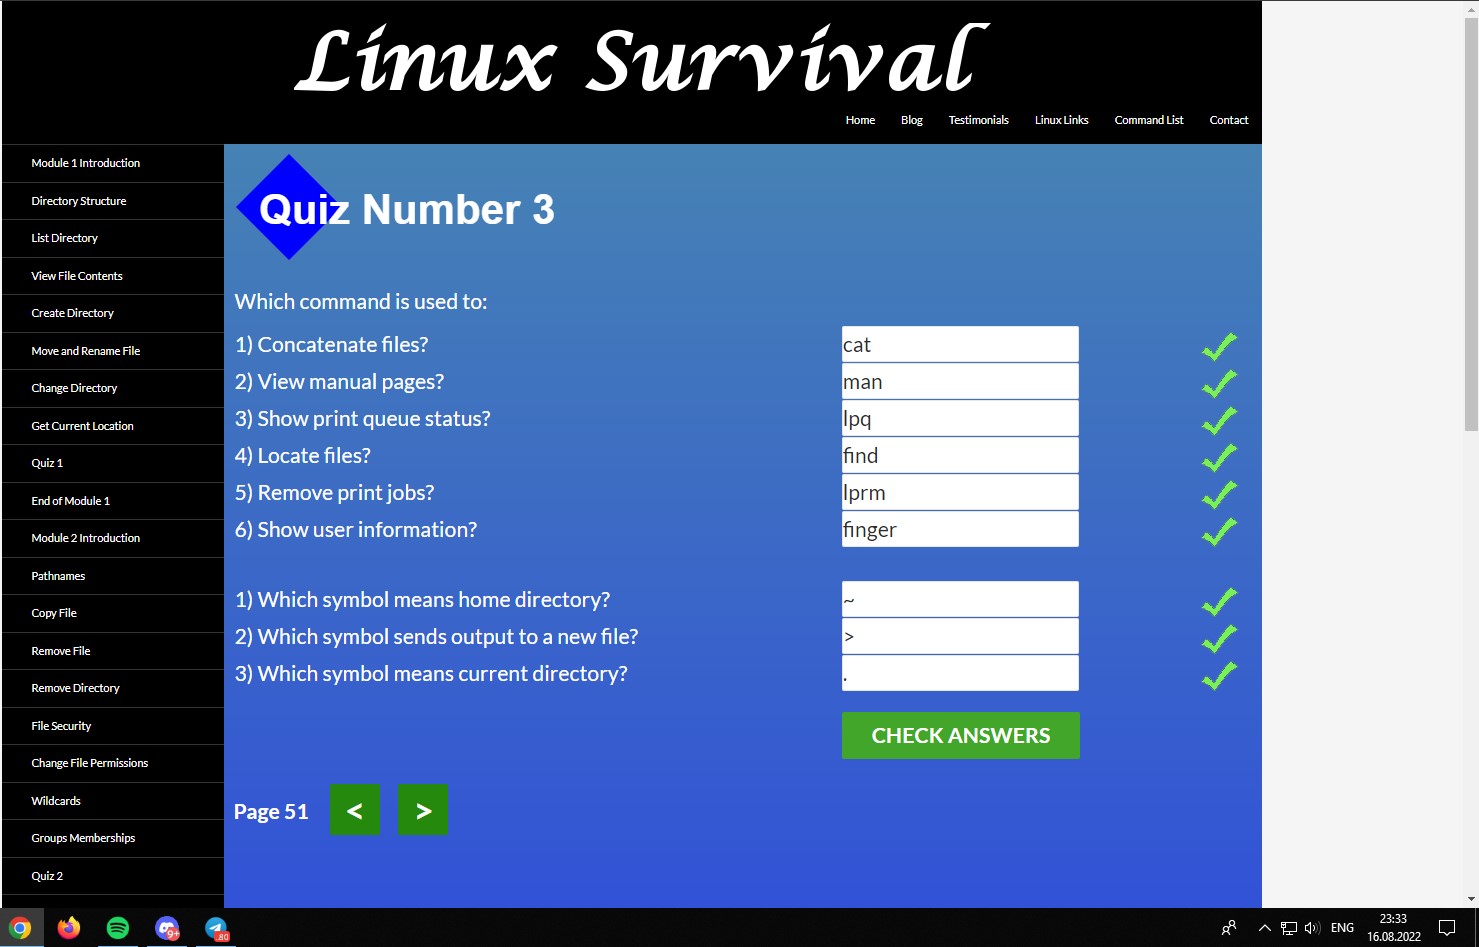 Linux Survival
Home Blog Testimonials Linux Links Command List Contact
Module 1 Introduction
Directory Structure
List Directory
View File Contents
Create Directory
Move and Rename File
Change Directory
Get Current Location
Quiz 1
End of Module 1
Module 2 Introduction
Pathnames
Copy File
Remove File
Remove Directory
File Security
Change File Permissions
Wildcards
Groups Memberships
Quiz 2
Quiz Number 3
Which command is used to:
1) Concatenate files? cat
2) View manual pages? man
3) Show print queue status? lpq
4) Locate files? find
5) Remove print jobs? lprm
6) Show user information? finger
1) Which symbol means home directory? ~
2) Which symbol sends output to a new file? >
3) Which symbol means current directory? .
CHECK ANSWERS
Page 51 < >
9+
80
ENG
23:33
16.08.2022